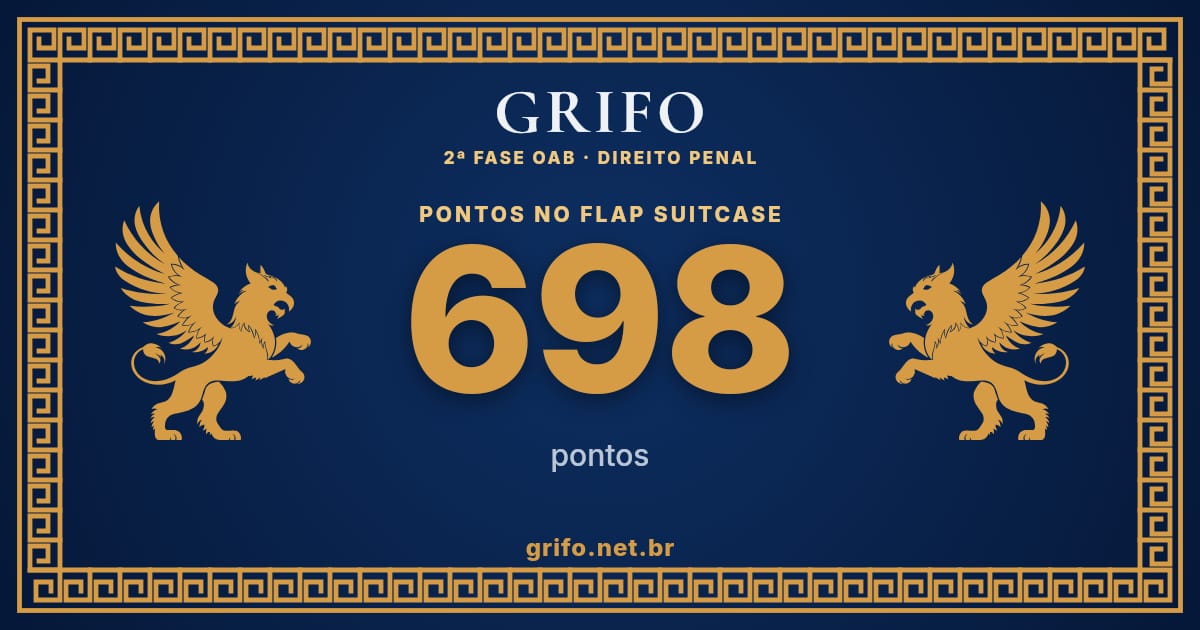 GRIFO
2ª FASE OAB · DIREITO PENAL
PONTOS NO FLAP SUITCASE
698
pontos
grifo.net.br